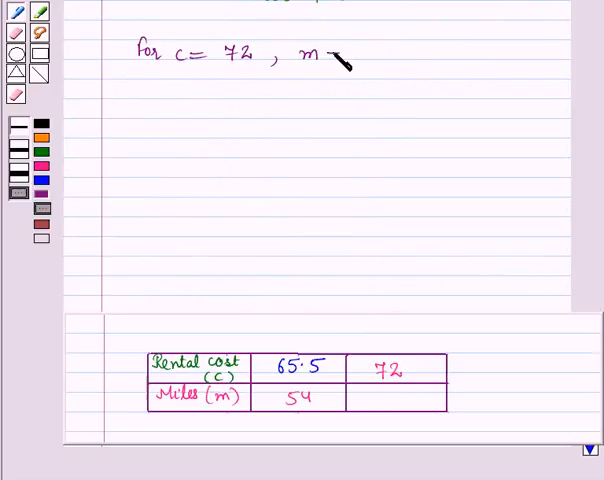 for c = 72 , m -
Rental cost (c) 65.5 72
Miles (m) 54